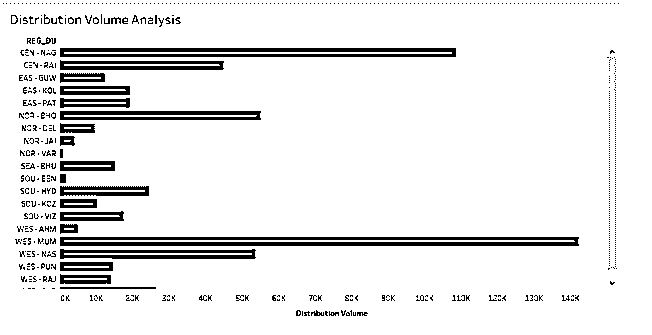 Distribution Volume Analysis
REG_DU
CEN - NAG
CEN - RAI
EAS - GUW
EAS - KOL
EAS - PAT
NOR - BHO
NOR - DEL
NOR - JAI
NOR - VAR
SEA - BHU
SOU - BEN
SOU - HYD
SOU - KOZ
SOU - VIZ
WES - AHM
WES - MUM
WES - NAS
WES - PUN
WES - RAJ
0K 10K 20K 30K 40K 50K 60K 70K 80K 90K 100K 110K 120K 130K 140K
Distribution Volume